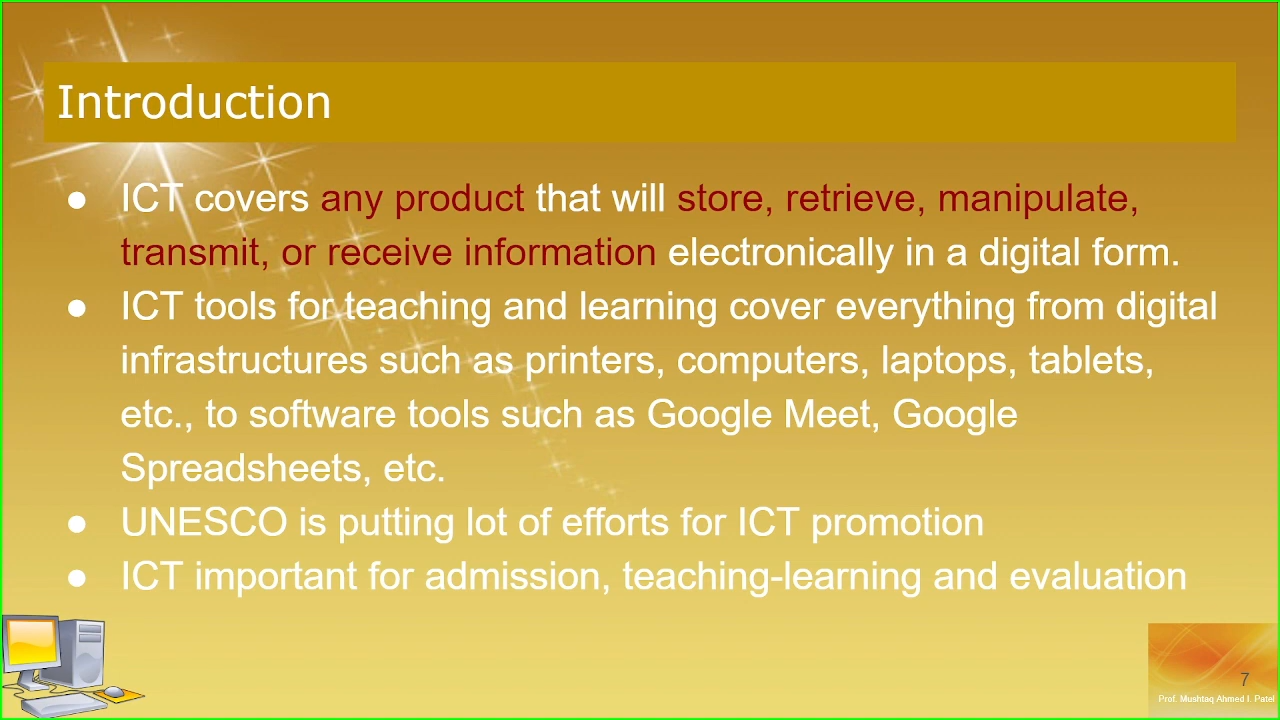 Introduction
● ICT covers any product that will store, retrieve, manipulate,
transmit, or receive information electronically in a digital form.
● ICT tools for teaching and learning cover everything from digital
infrastructures such as printers, computers, laptops, tablets,
etc., to software tools such as Google Meet, Google
Spreadsheets, etc.
● UNESCO is putting lot of efforts for ICT promotion
● ICT important for admission, teaching-learning and evaluation
7
Prof. Mushtaq Ahmed I. Patel